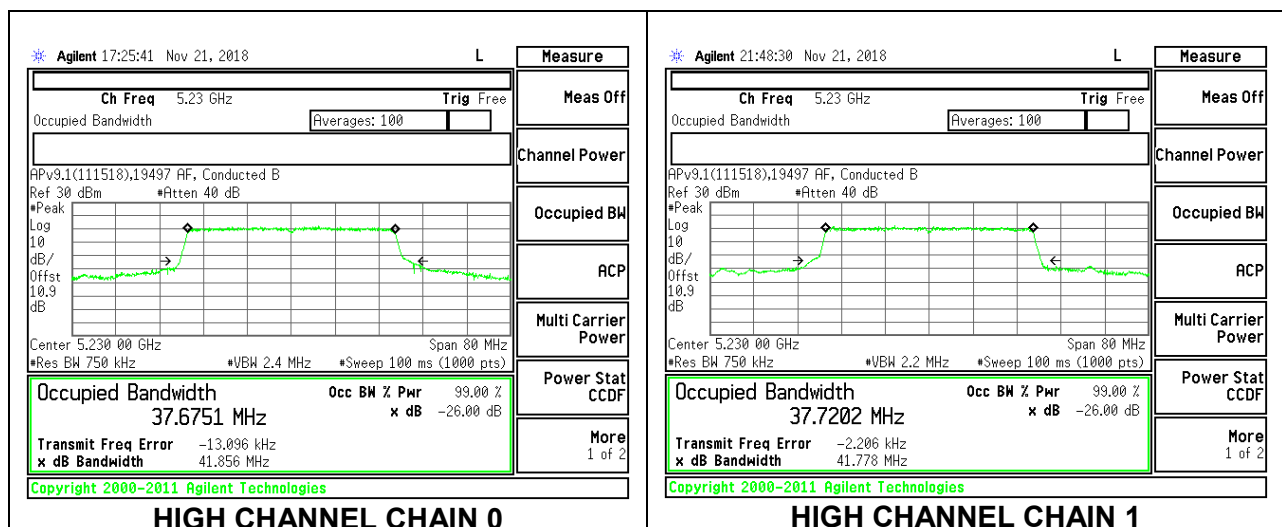 Agilent 17:25:41 Nov 21, 2018 L
Measure
Ch Freq 5.23 GHz Trig Free
Meas Off
Occupied Bandwidth Averages: 100
Channel Power
APv9.1(111518),19497 AF, Conducted B
Ref 30 dBm #Atten 40 dB
#Peak
Occupied BW
Log
10
dB/
ACP
Offst
10.9
dB
Multi Carrier
Power
Center 5.230 00 GHz Span 80 MHz
#Res BW 750 kHz #VBW 2.4 MHz #Sweep 100 ms (1000 pts)
Power Stat
CCDF
Occupied Bandwidth Occ BW % Pwr 99.00 %
37.6751 MHz x dB -26.00 dB
More
1 of 2
Transmit Freq Error -13.096 kHz
x dB Bandwidth 41.856 MHz
Copyright 2000-2011 Agilent Technologies
HIGH CHANNEL CHAIN 0
Agilent 21:48:30 Nov 21, 2018 L
Measure
Ch Freq 5.23 GHz Trig Free
Meas Off
Occupied Bandwidth Averages: 100
Channel Power
APv9.1(111518),19497 AF, Conducted B
Ref 30 dBm #Atten 40 dB
#Peak
Occupied BW
Log
10
dB/
ACP
Offst
10.9
dB
Multi Carrier
Power
Center 5.230 00 GHz Span 80 MHz
#Res BW 750 kHz #VBW 2.2 MHz #Sweep 100 ms (1000 pts)
Power Stat
CCDF
Occupied Bandwidth Occ BW % Pwr 99.00 %
37.7202 MHz x dB -26.00 dB
More
1 of 2
Transmit Freq Error -2.206 kHz
x dB Bandwidth 41.778 MHz
Copyright 2000-2011 Agilent Technologies
HIGH CHANNEL CHAIN 1